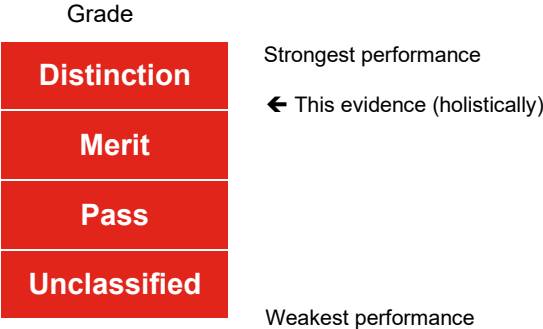 Grade
Distinction
Strongest performance
← This evidence (holistically)
Merit
Pass
Unclassified
Weakest performance